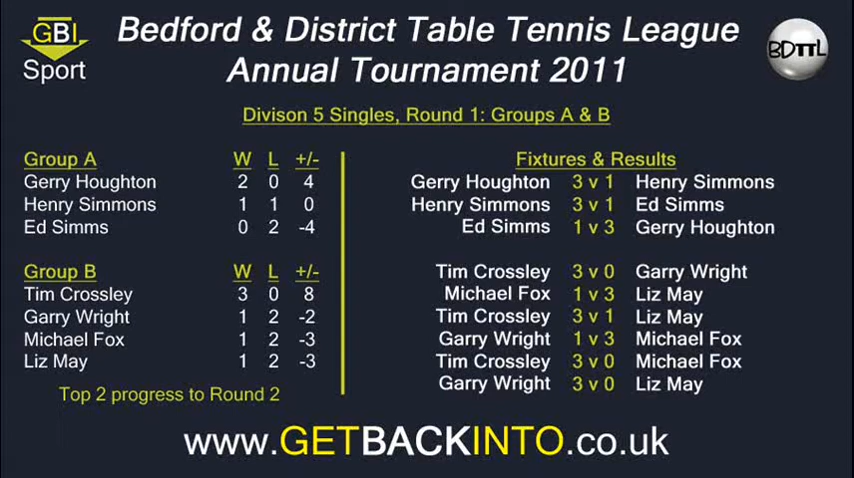 GBI
Sport
Bedford & District Table Tennis League
Annual Tournament 2011
BDTTL
Divison 5 Singles, Round 1: Groups A & B
Group A W L +/-
Gerry Houghton 2 0 4
Henry Simmons 1 1 0
Ed Simms 0 2 -4
Group B W L +/-
Tim Crossley 3 0 8
Garry Wright 1 2 -2
Michael Fox 1 2 -3
Liz May 1 2 -3
Top 2 progress to Round 2
Fixtures & Results
Gerry Houghton 3 v 1 Henry Simmons
Henry Simmons 3 v 1 Ed Simms
Ed Simms 1 v 3 Gerry Houghton
Tim Crossley 3 v 0 Garry Wright
Michael Fox 1 v 3 Liz May
Tim Crossley 3 v 1 Liz May
Garry Wright 1 v 3 Michael Fox
Tim Crossley 3 v 0 Michael Fox
Garry Wright 3 v 0 Liz May
www.GETBACKINTO.co.uk